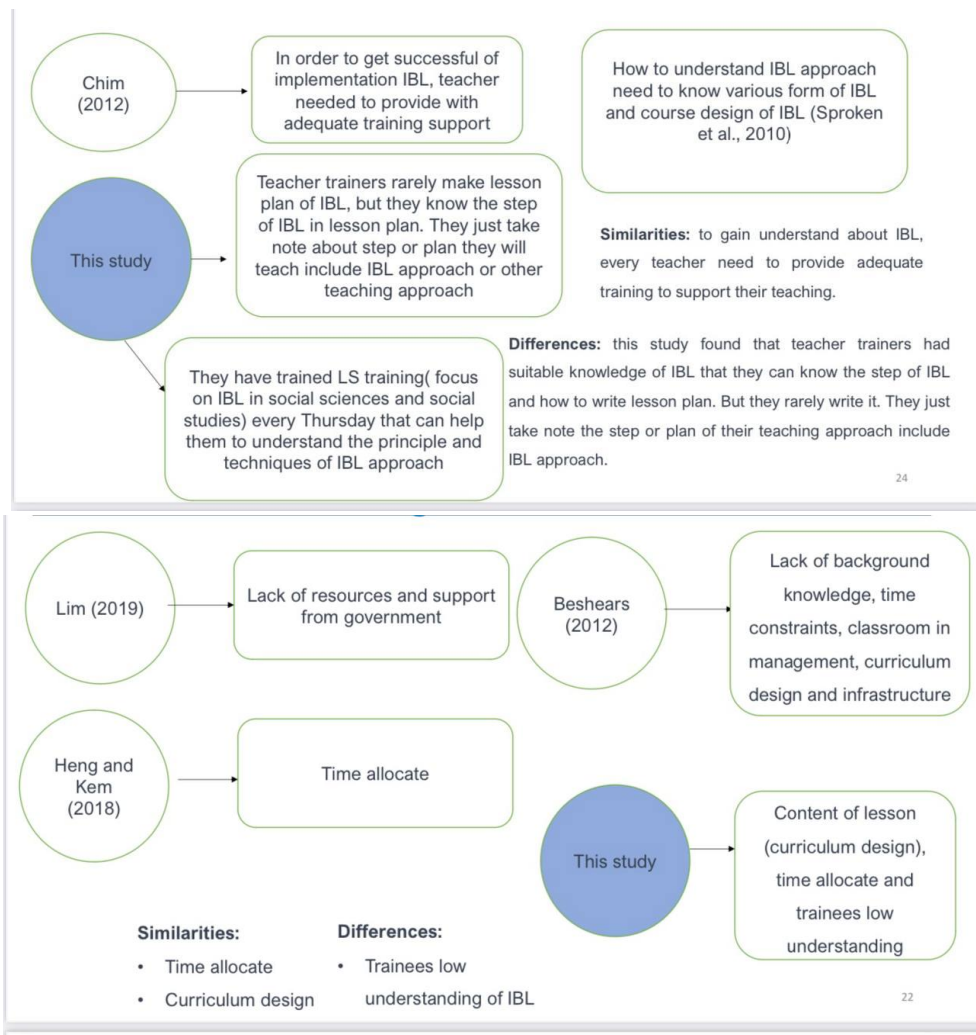 Chim
(2012)
In order to get successful of
implementation IBL, teacher
needed to provide with
adequate training support
How to understand IBL approach
need to know various form of IBL
and course design of IBL (Sproken
et al., 2010)
This study
Teacher trainers rarely make lesson
plan of IBL, but they know the step
of IBL in lesson plan. They just take
note about step or plan they will
teach include IBL approach or other
teaching approach
Similarities: to gain understand about IBL,
every teacher need to provide adequate
training to support their teaching.
They have trained LS training( focus
on IBL in social sciences and social
studies) every Thursday that can help
them to understand the principle and
techniques of IBL approach
Differences: this study found that teacher trainers had
suitable knowledge of IBL that they can know the step of IBL
and how to write lesson plan. But they rarely write it. They just
take note the step or plan of their teaching approach include
IBL approach.
24
Lim (2019)
Lack of resources and support
from government
Beshears
(2012)
Lack of background
knowledge, time
constraints, classroom in
management, curriculum
design and infrastructure
Heng and
Kem
(2018)
Time allocate
This study
Content of lesson
(curriculum design),
time allocate and
trainees low
understanding
Similarities:
• Time allocate
• Curriculum design
Differences:
• Trainees low
understanding of IBL
22